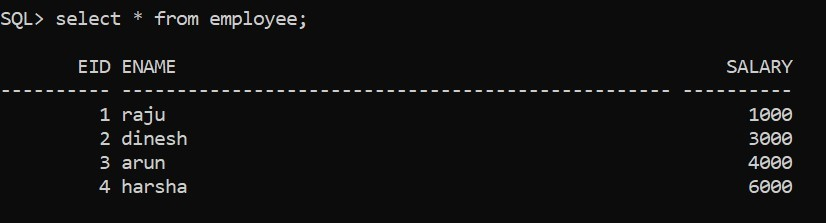 SQL> select * from employee;
EID ENAME SALARY
---------- -------------------------------------------------- ----------
1 raju 1000
2 dinesh 3000
3 arun 4000
4 harsha 6000